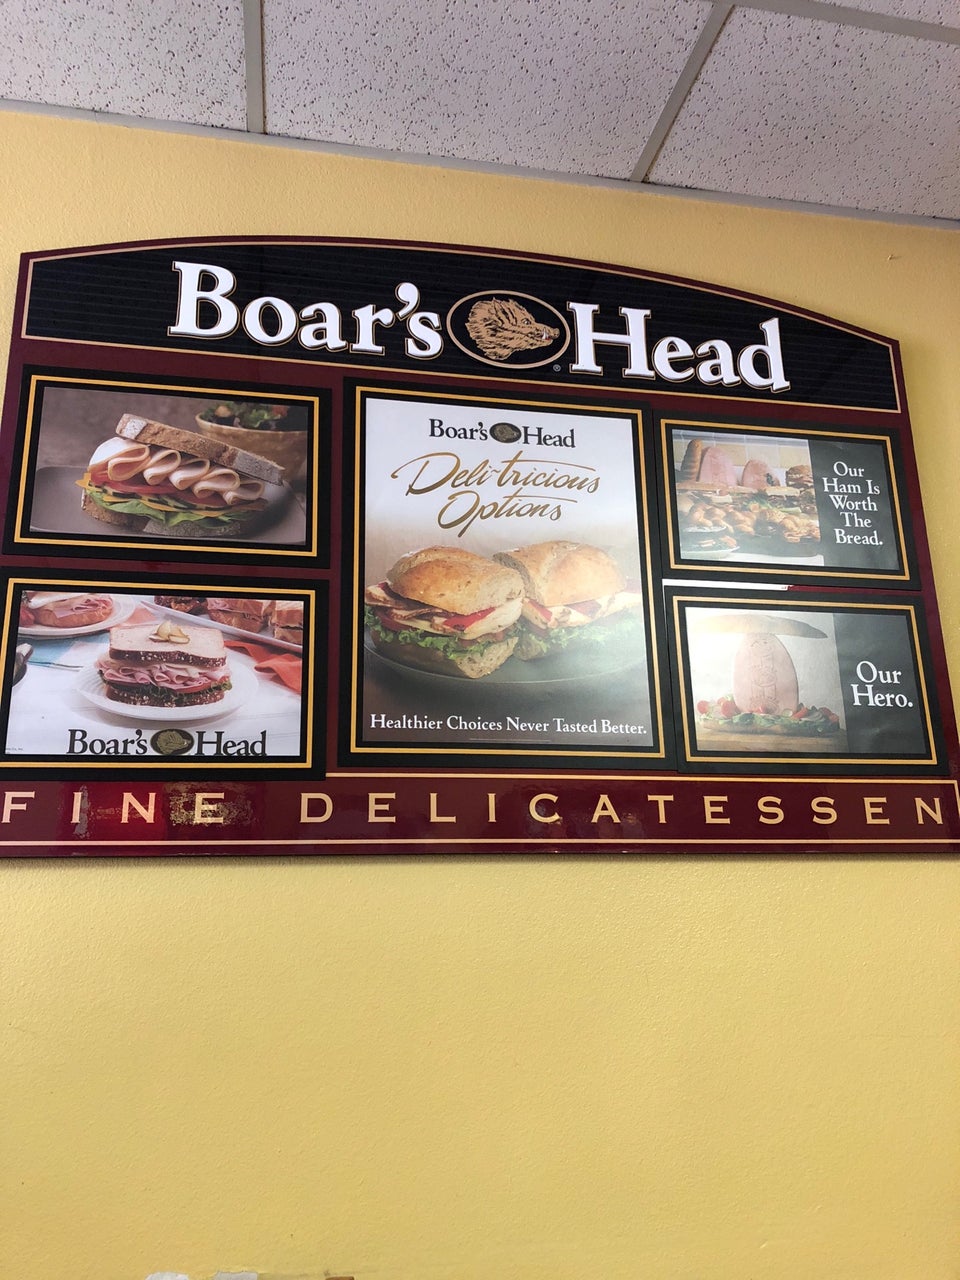 Boar's Head
®
Boar's Head
Deli-tricious
Options
Healthier Choices Never Tasted Better.
Our
Ham Is
Worth
The
Bread.
Boar's Head
Our
Hero.
FINE DELICATESSEN